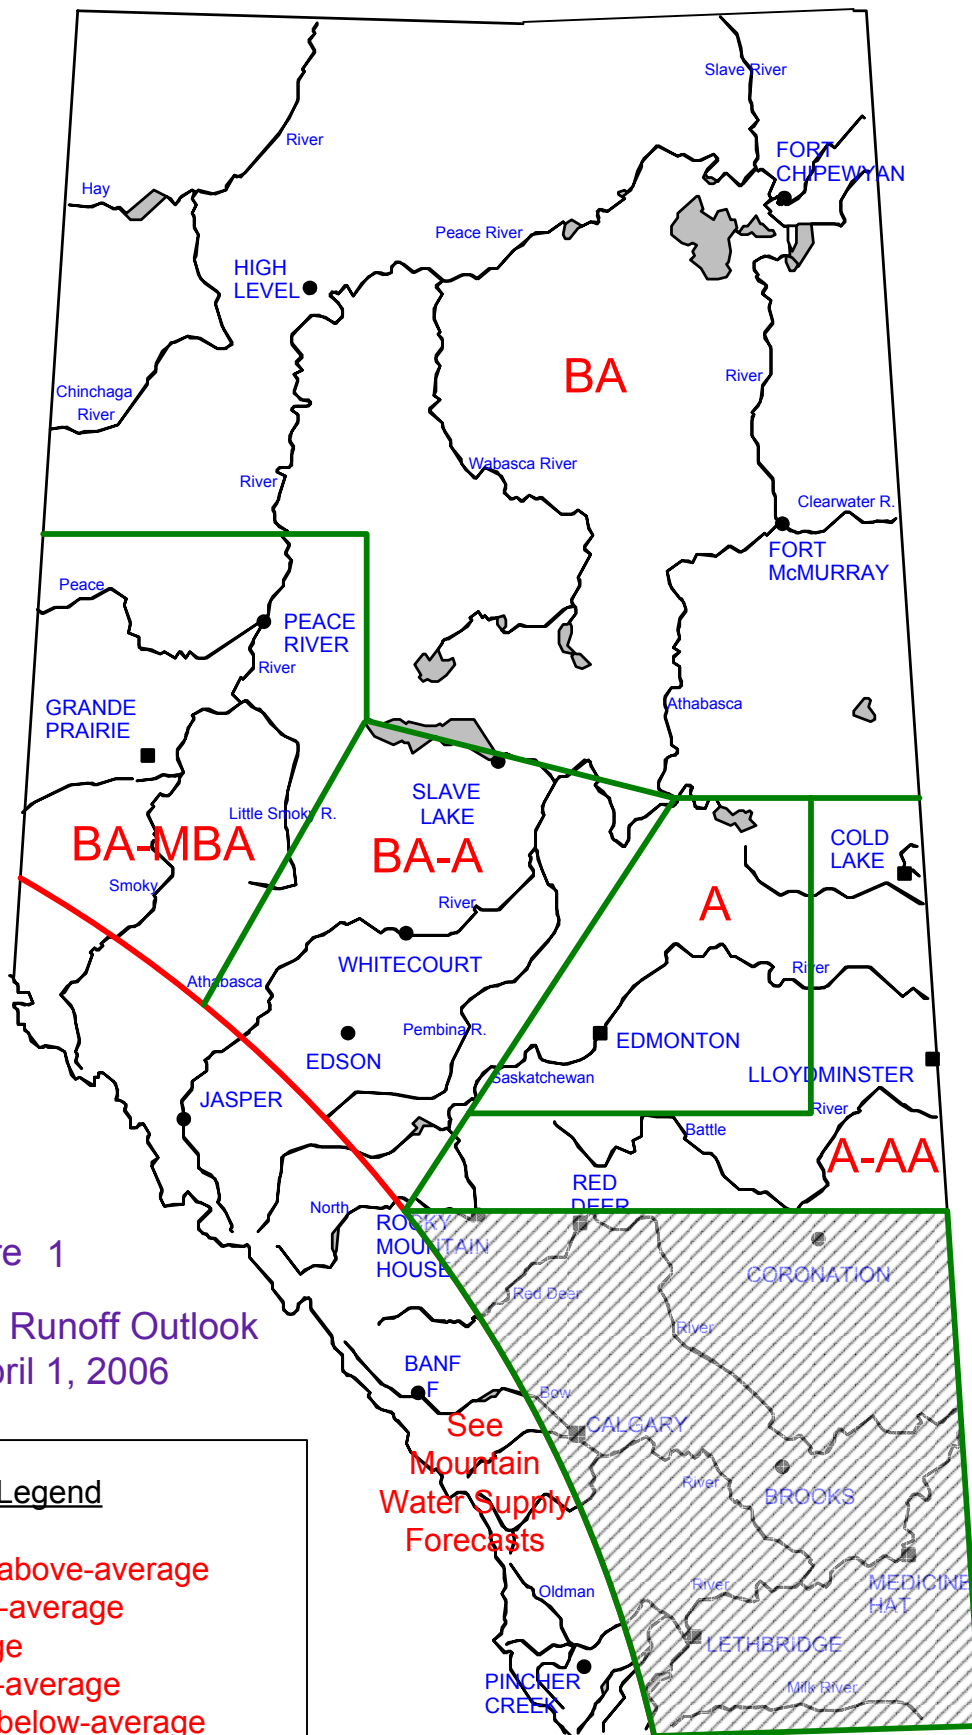 Slave River
River
FORT
CHIPEWYAN
Hay
Peace River
HIGH
LEVEL
BA
River
Chinchaga
River
Wabasca River
River
Clearwater R.
FORT
McMURRAY
Peace
PEACE
RIVER
River
GRANDE
PRAIRIE
Athabasca
SLAVE
LAKE
Little Smoky R.
COLD
LAKE
BA-MBA
BA-A
Smoky
River
A
WHITECOURT
River
Athabasca
Pembina R.
EDMONTON
EDSON
Saskatchewan
LLOYDMINSTER
JASPER
River
Battle
A-AA
RED
DEER
North
ROCKY
MOUNTAIN
HOUSE
re 1
CORONATION
Red Deer
Runoff Outlook
River
ril 1, 2006
BANF
F
Bow
See
Mountain
Water Supply
Forecasts
CALGARY
River
BROOKS
Legend
above-average
-average
ge
-average
below-average
Oldman
River
MEDICINE
HAT
LETHBRIDGE
PINCHER
CREEK
Milk River